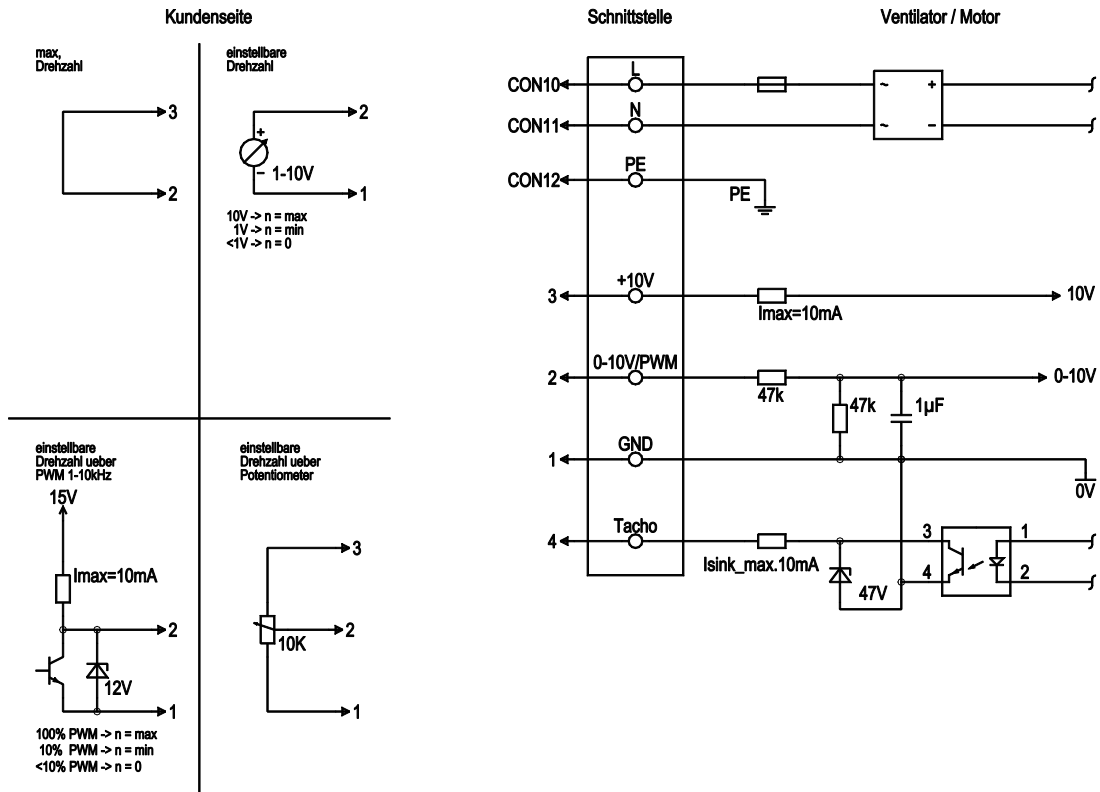 Kundenseite
Schnittstelle
Ventilator / Motor
max,
Drehzahl
3
2
einstellbare
Drehzahl
2
+
– 1-10V
1
10V -> n = max
1V -> n = min
<1V -> n = 0
einstellbare
Drehzahl ueber
PWM 1-10kHz
15V
Imax=10mA
2
12V
1
100% PWM -> n = max
10% PWM -> n = min
<10% PWM -> n = 0
einstellbare
Drehzahl ueber
Potentiometer
3
2
10K
1
L
CON10
~ +
N
CON11
~ –
PE
CON12
PE
+10V
3
10V
Imax=10mA
0-10V/PWM
2
0-10V
47k
47k
1µF
GND
1
0V
Tacho
4
3
1
Isink_max.10mA
4
2
47V